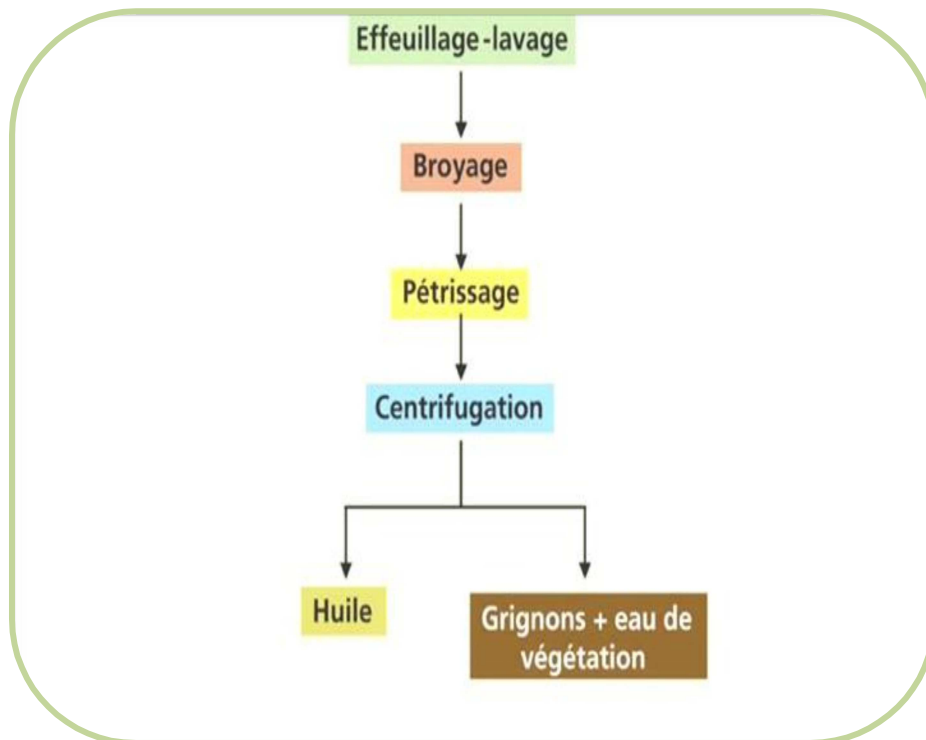 Effeuillage-lavage
Broyage
Pétrissage
Centrifugation
Huile
Grignons + eau de
végétation